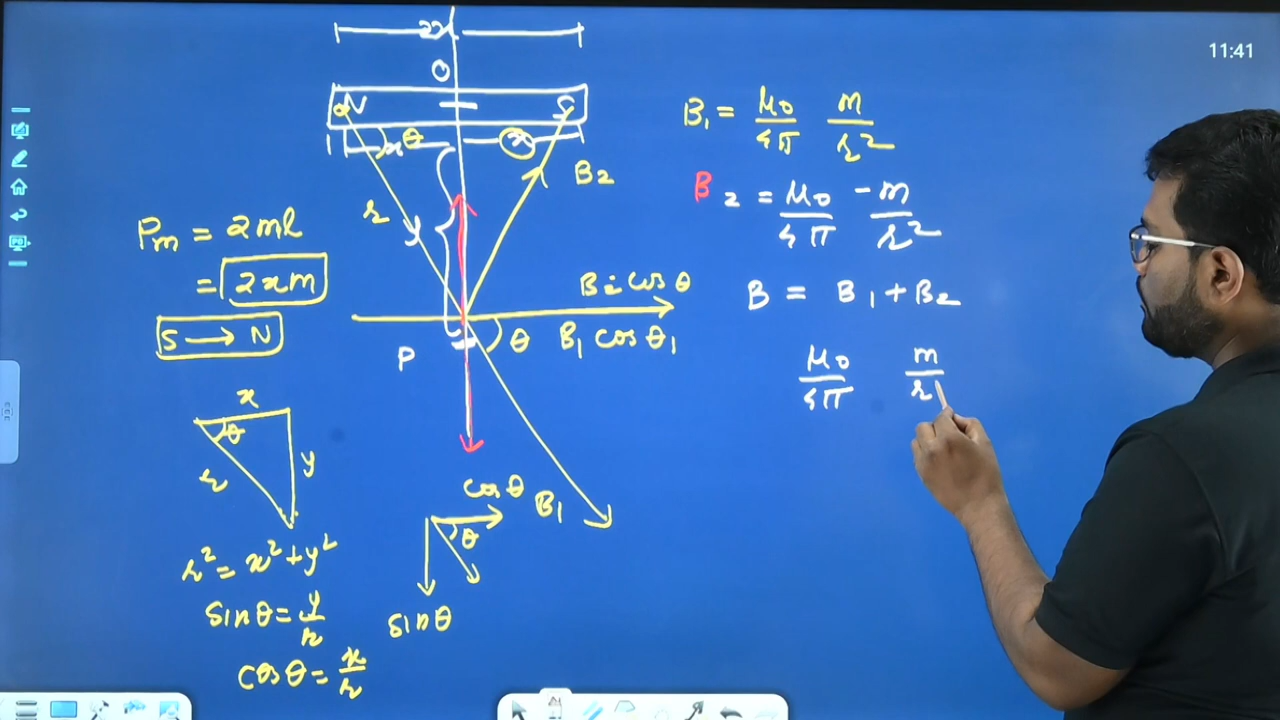 11:41
2x
O
N S
θ
x x
r y
B₂
B₂ cos θ
P θ B₁ cos θ₁
B₁
Pm = 2ml
= 2xm
S → N
x
θ
r y
r² = x² + y²
sin θ = y/r
cos θ = x/r
cos θ
θ
sin θ
B₁ = μ₀/4π m/r²
B₂ = μ₀/4π -m/r²
B = B₁ + B₂
μ₀/4π m/r